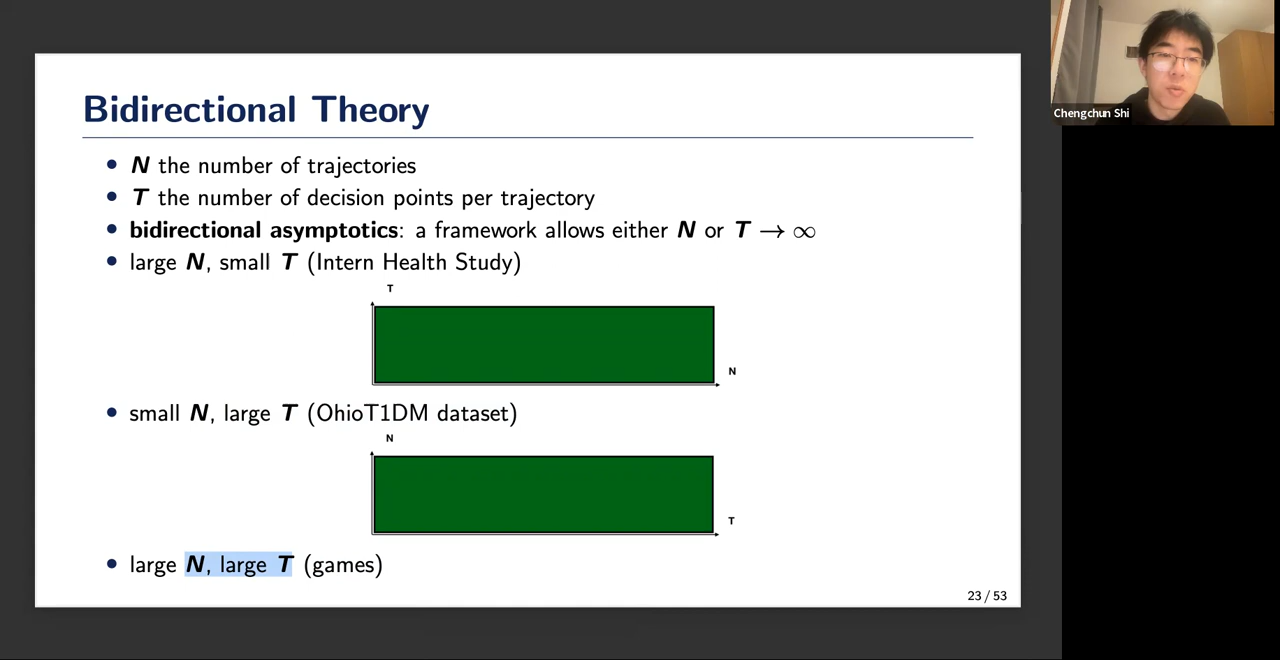 Bidirectional Theory
• N the number of trajectories
• T the number of decision points per trajectory
• bidirectional asymptotics: a framework allows either N or T → ∞
• large N, small T (Intern Health Study)
T
N
• small N, large T (OhioT1DM dataset)
N
T
• large N, large T (games)
23 / 53
Chengchun Shi